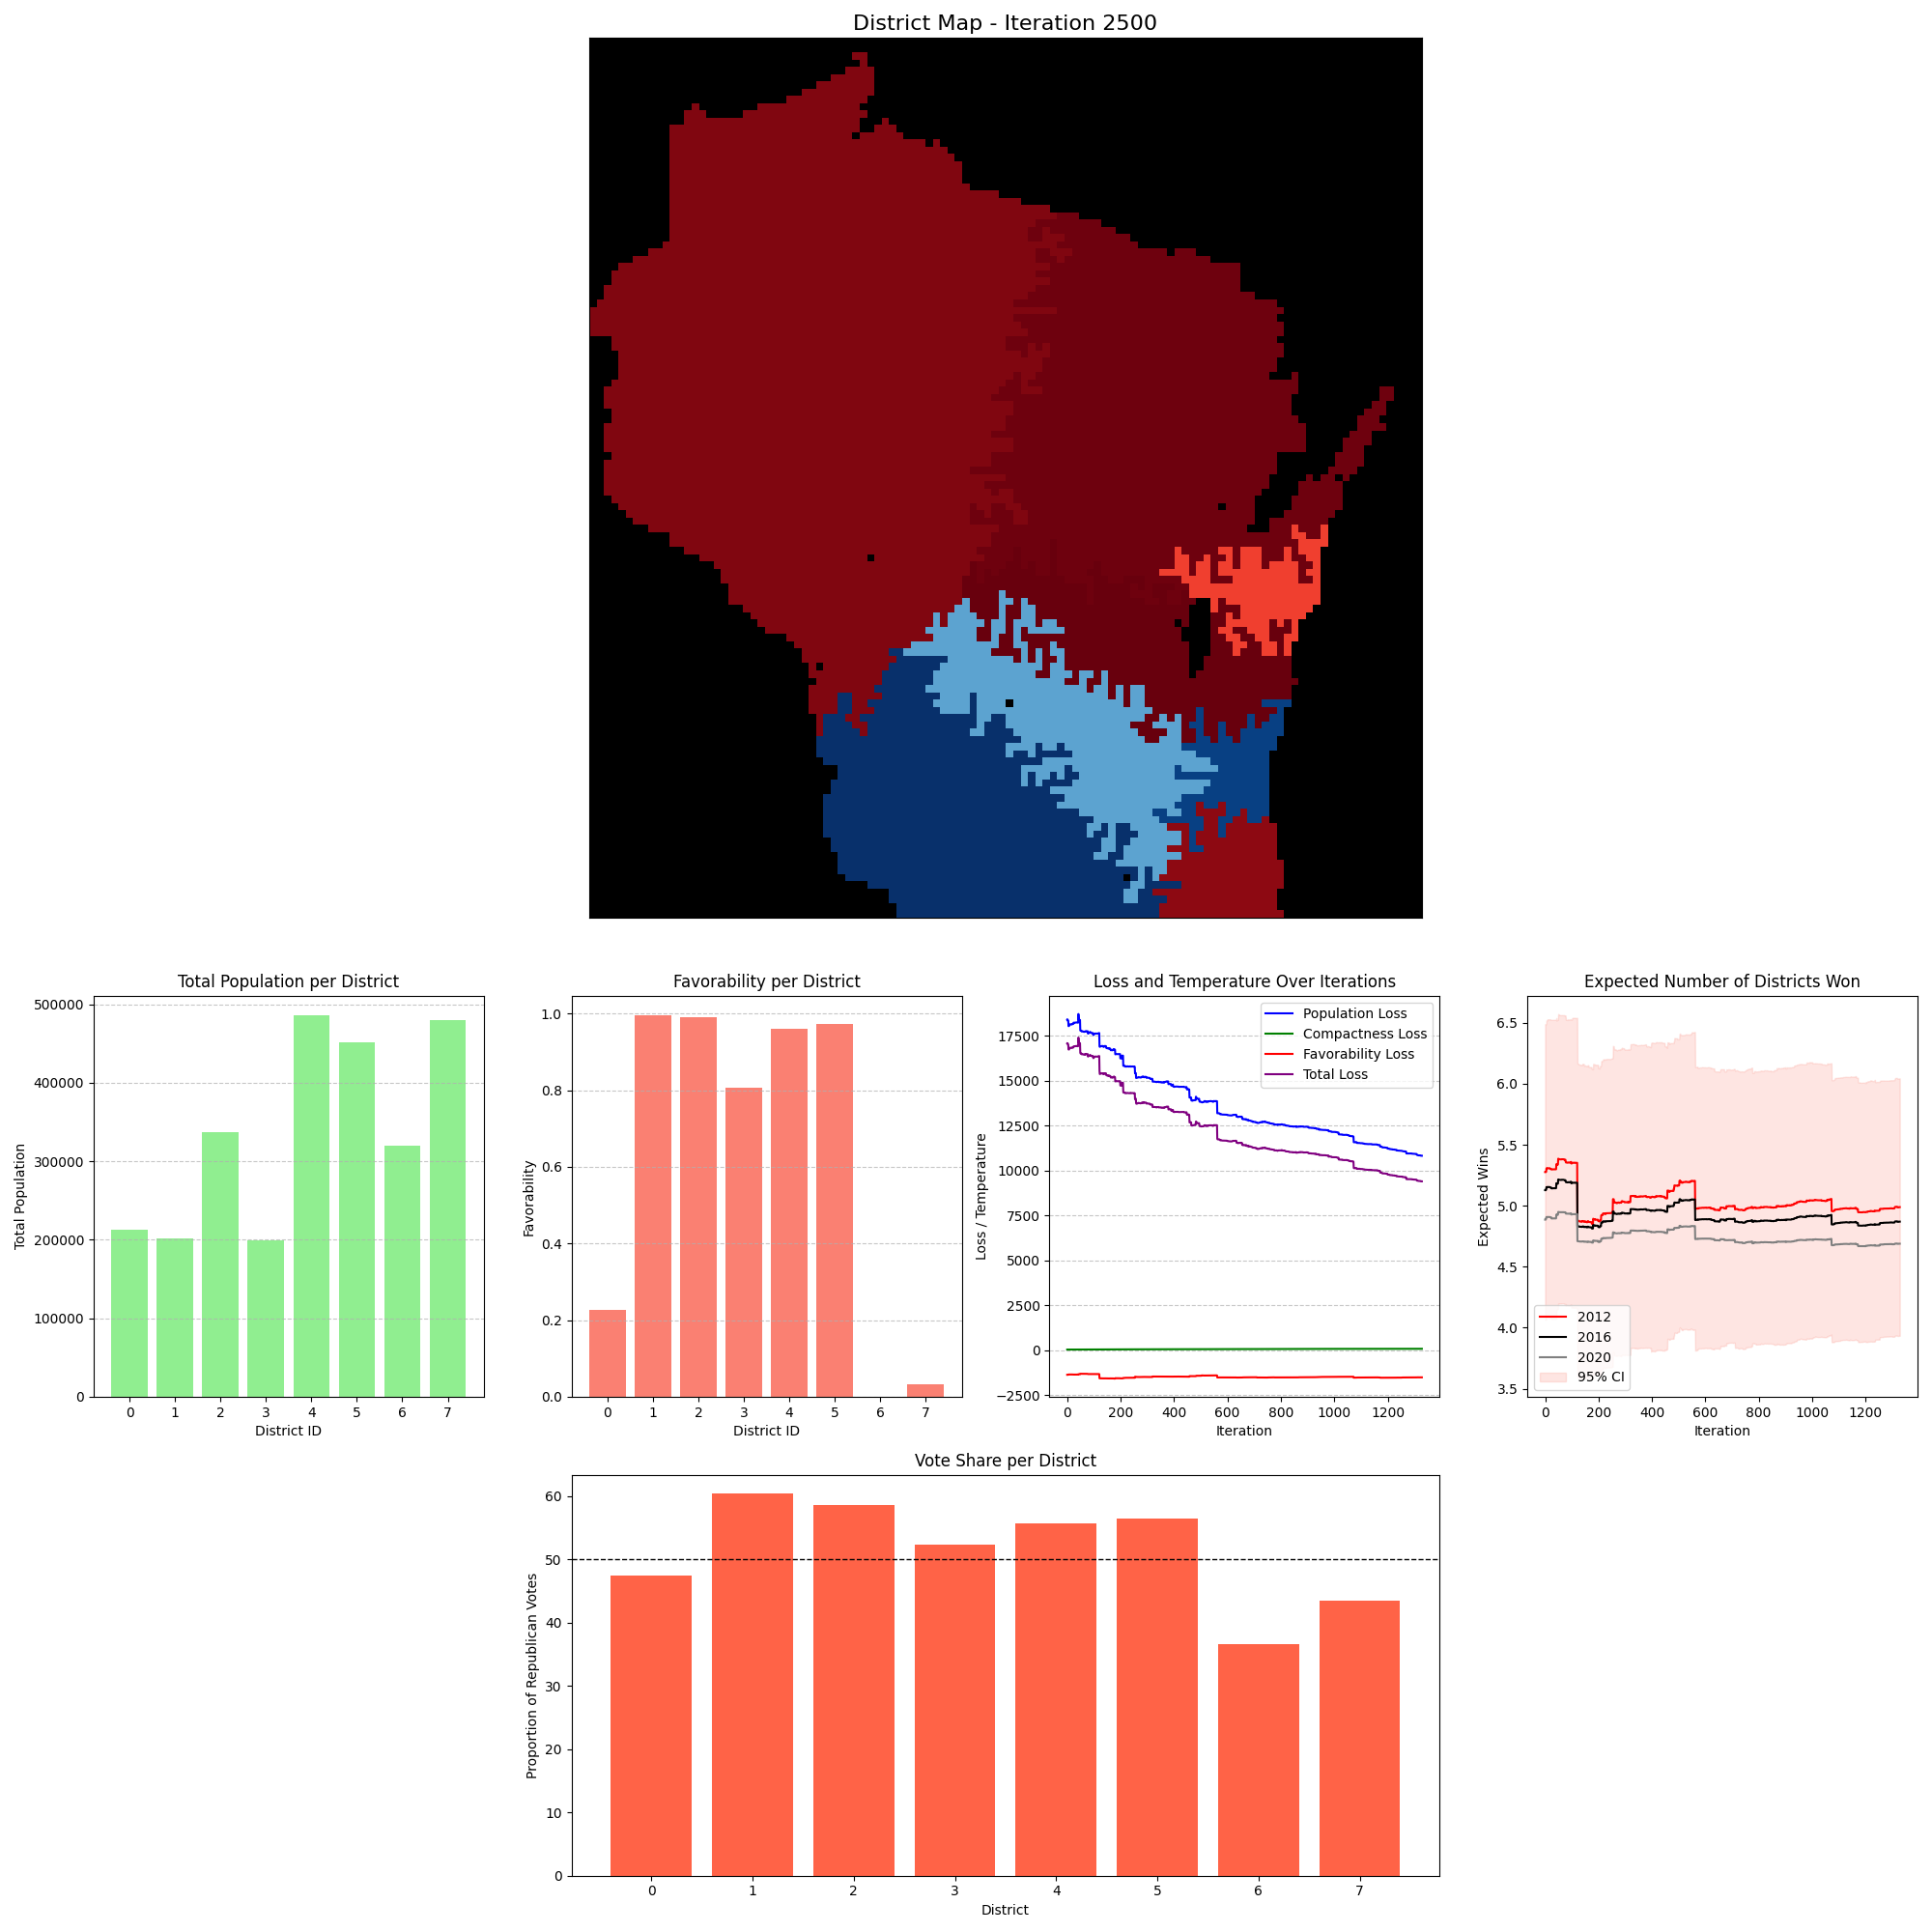 District Map - Iteration 2500
Total Population per District
Total Population
500000
400000
300000
200000
100000
0
0 1 2 3 4 5 6 7
District ID
Favorability per District
Favorability
1.0
0.8
0.6
0.4
0.2
0.0
0 1 2 3 4 5 6 7
District ID
Loss and Temperature Over Iterations
Loss / Temperature
17500
15000
12500
10000
7500
5000
2500
0
−2500
Population Loss
Compactness Loss
Favorability Loss
Total Loss
0 200 400 600 800 1000 1200
Iteration
Expected Number of Districts Won
Expected Wins
6.5
6.0
5.5
5.0
4.5
4.0
3.5
2012
2016
2020
95% CI
0 200 400 600 800 1000 1200
Iteration
Vote Share per District
Proportion of Republican Votes
60
50
40
30
20
10
0
0 1 2 3 4 5 6 7
District